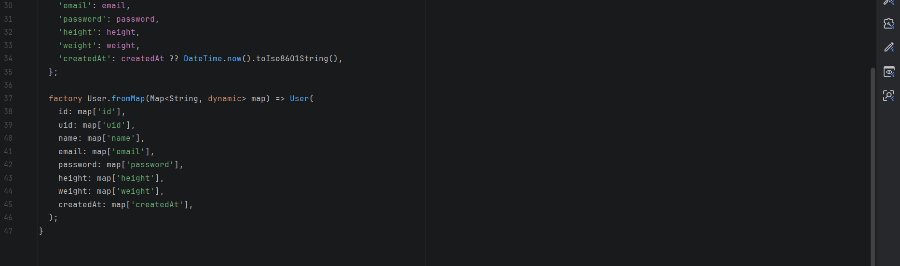 30 'email': email,
31 'password': password,
32 'height': height,
33 'weight': weight,
34 'createdAt': createdAt ?? DateTime.now().toIso8601String(),
35 };
36
37 factory User.fromMap(Map<String, dynamic> map) => User(
38 id: map['id'],
39 uid: map['uid'],
40 name: map['name'],
41 email: map['email'],
42 password: map['password'],
43 height: map['height'],
44 weight: map['weight'],
45 createdAt: map['createdAt'],
46 );
47 }